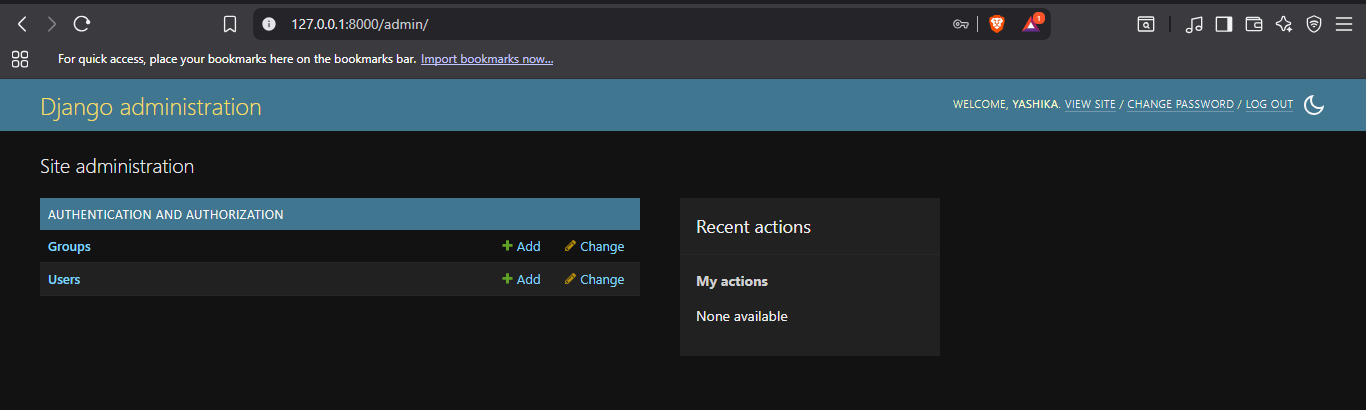 127.0.0.1:8000/admin/
1
For quick access, place your bookmarks here on the bookmarks bar. Import bookmarks now...
Django administration
WELCOME, YASHIKA. VIEW SITE / CHANGE PASSWORD / LOG OUT
Site administration
AUTHENTICATION AND AUTHORIZATION
Groups Add Change
Users Add Change
Recent actions
My actions
None available